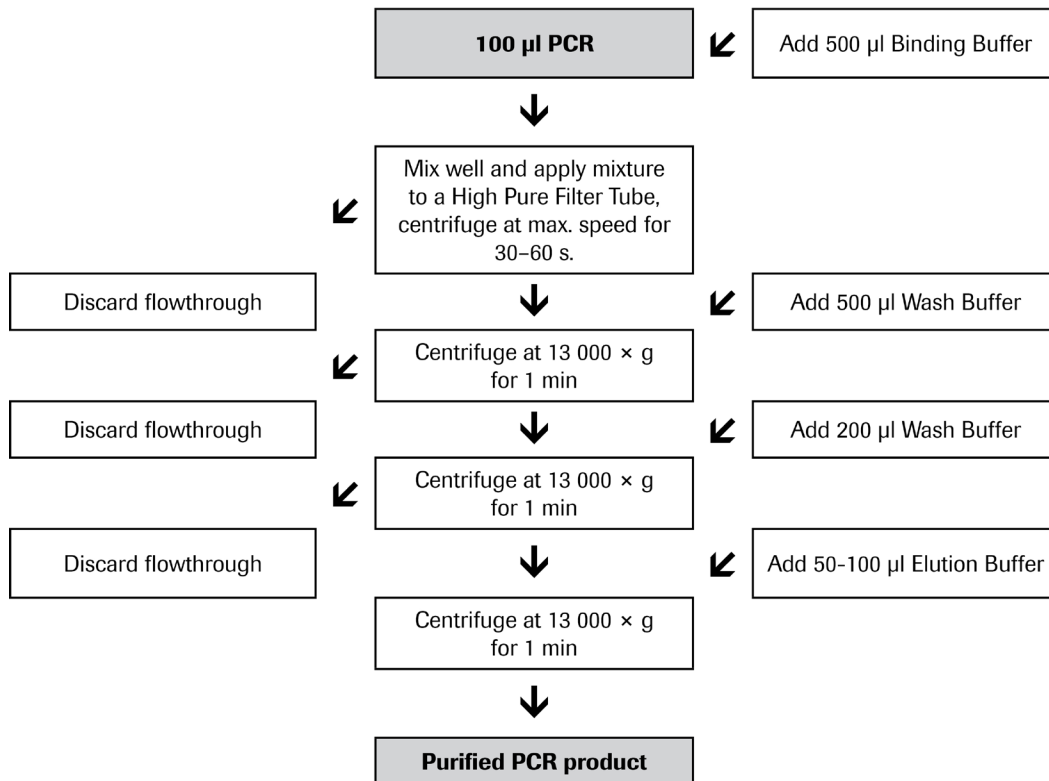 100 µl PCR
Add 500 µl Binding Buffer
Mix well and apply mixture
to a High Pure Filter Tube,
centrifuge at max. speed for
30–60 s.
Discard flowthrough
Add 500 µl Wash Buffer
Centrifuge at 13 000 × g
for 1 min
Discard flowthrough
Add 200 µl Wash Buffer
Centrifuge at 13 000 × g
for 1 min
Discard flowthrough
Add 50-100 µl Elution Buffer
Centrifuge at 13 000 × g
for 1 min
Purified PCR product